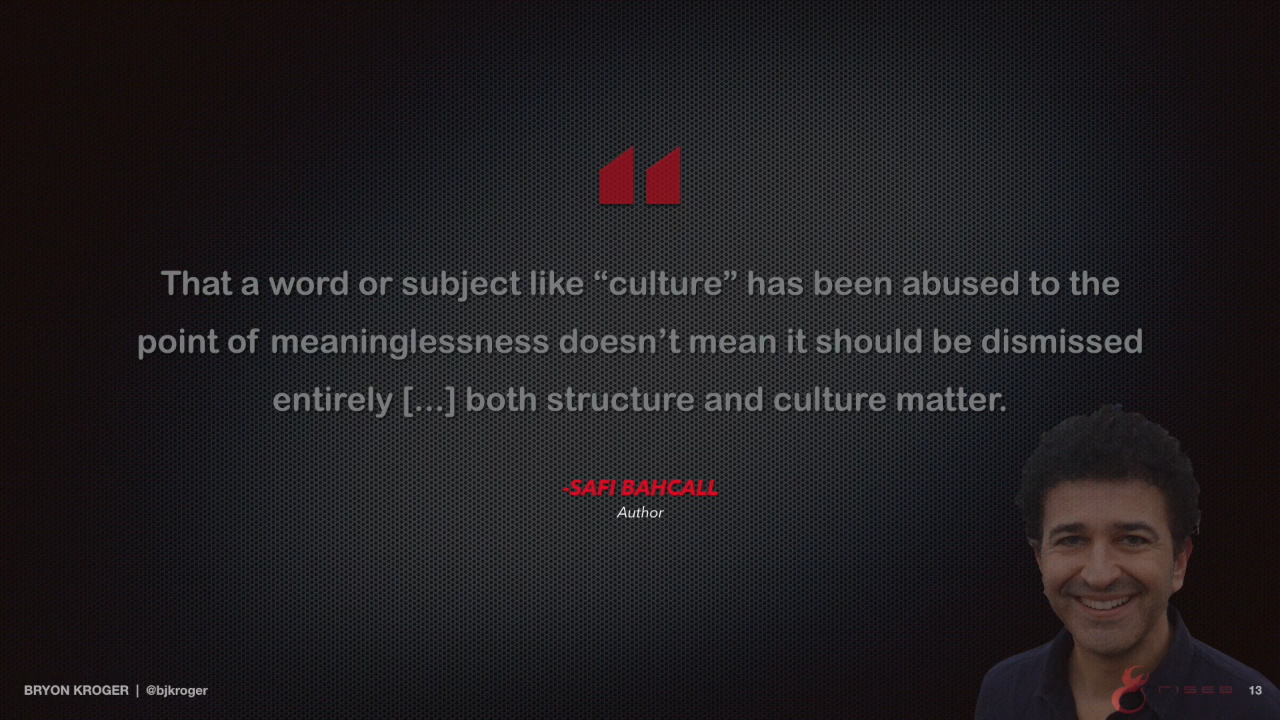 That a word or subject like “culture” has been abused to the
point of meaninglessness doesn’t mean it should be dismissed
entirely [...] both structure and culture matter.
-SAFI BAHCALL
Author
BRYON KROGER | @bjkroger
RISE8 13